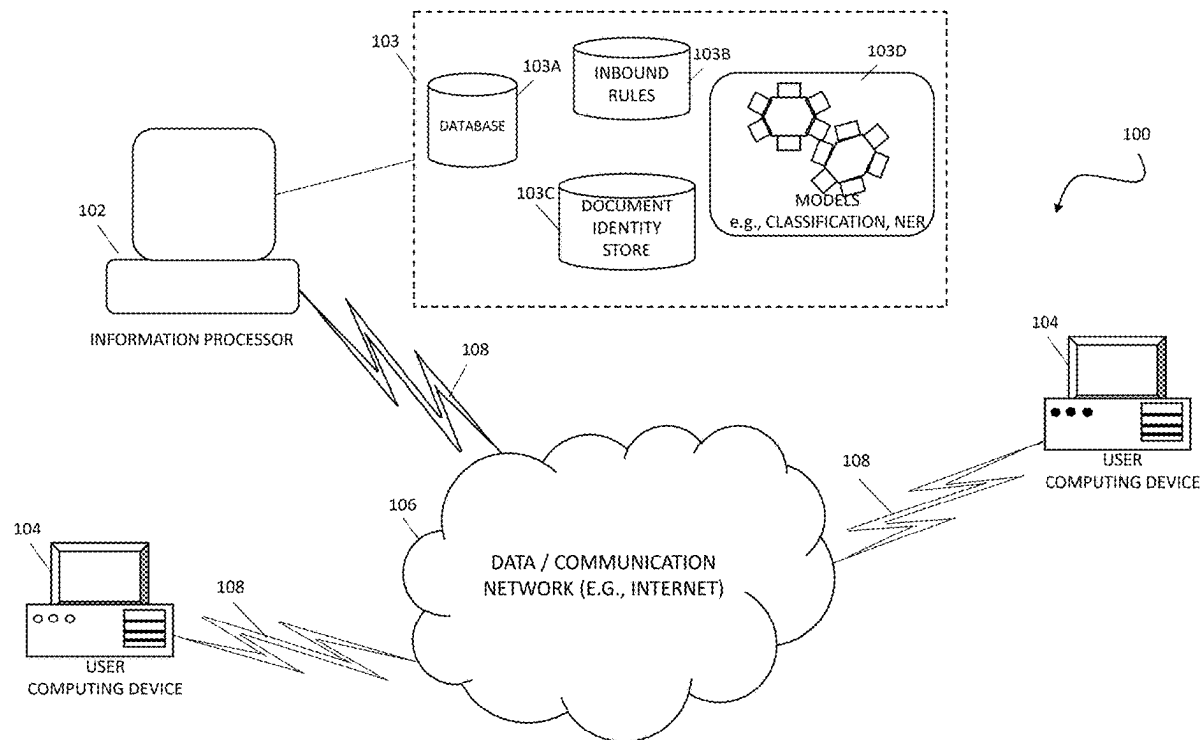 103
103A
DATABASE
INBOUND
RULES
103B
103D
MODELS
e.g., CLASSIFICATION, NER
103C
DOCUMENT
IDENTITY
STORE
100
102
INFORMATION PROCESSOR
108
104
USER
COMPUTING DEVICE
108
106
DATA / COMMUNICATION
NETWORK (E.G., INTERNET)
104
108
USER
COMPUTING DEVICE